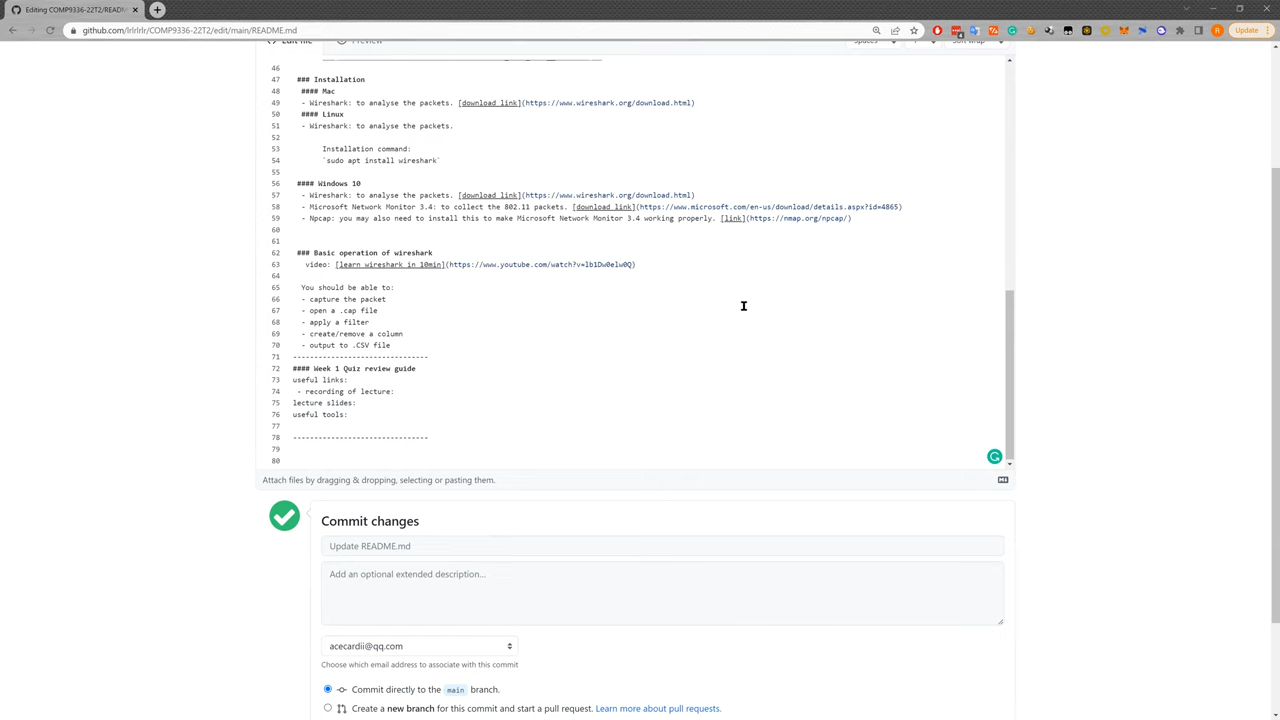 Editing COMP9336-22T2/READM
github.com/lrlrlrlr/COMP9336-22T2/edit/main/README.md
Update
46
47 ### Installation
48 #### Mac
49 - Wireshark: to analyse the packets. [download link](https://www.wireshark.org/download.html)
50 #### Linux
51 - Wireshark: to analyse the packets.
52
53 Installation command:
54 `sudo apt install wireshark`
55
56 #### Windows 10
57 - Wireshark: to analyse the packets. [download link](https://www.wireshark.org/download.html)
58 - Microsoft Network Monitor 3.4: to collect the 802.11 packets. [download link](https://www.microsoft.com/en-us/download/details.aspx?id=4865)
59 - Npcap: you may also need to install this to make Microsoft Network Monitor 3.4 working properly. [link](https://nmap.org/npcap/)
60
61
62 ### Basic operation of wireshark
63 video: [learn wireshark in 10min](https://www.youtube.com/watch?v=lb1Dw0elw0Q)
64
65 You should be able to:
66 - capture the packet
67 - open a .cap file
68 - apply a filter
69 - create/remove a column
70 - output to .CSV file
71 --------------------------------
72 #### Week 1 Quiz review guide
73 useful links:
74 - recording of lecture:
75 lecture slides:
76 useful tools:
77
78 --------------------------------
79
80
Attach files by dragging & dropping, selecting or pasting them.
Commit changes
Update README.md
Add an optional extended description…
acecardii@qq.com
Choose which email address to associate with this commit
Commit directly to the main branch.
Create a new branch for this commit and start a pull request. Learn more about pull requests.